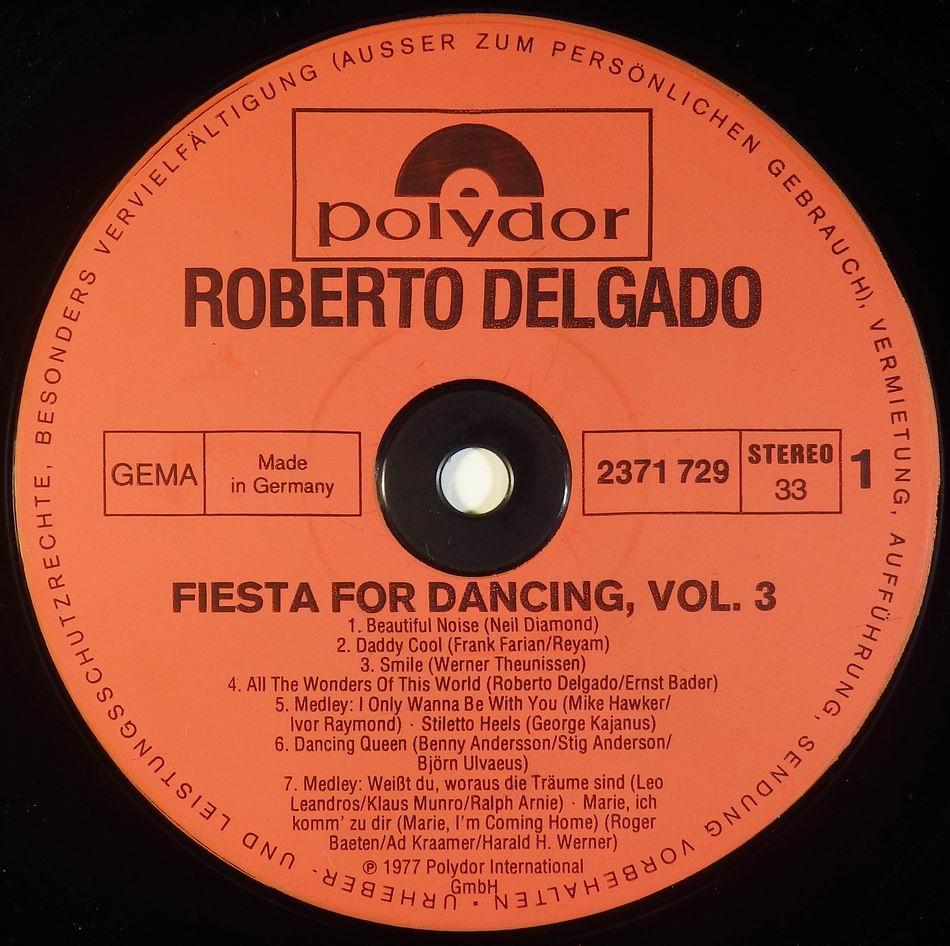 polydor
ROBERTO DELGADO
GEMA
Made
in Germany
2371 729
STEREO
33
1
FIESTA FOR DANCING, VOL. 3
1. Beautiful Noise (Neil Diamond)
2. Daddy Cool (Frank Farian/Reyam)
3. Smile (Werner Theunissen)
4. All The Wonders Of This World (Roberto Delgado/Ernst Bader)
5. Medley: I Only Wanna Be With You (Mike Hawker/
Ivor Raymond) · Stiletto Heels (George Kajanus)
6. Dancing Queen (Benny Andersson/Stig Anderson/
Björn Ulvaeus)
7. Medley: Weißt du, woraus die Träume sind (Leo
Leandros/Klaus Munro/Ralph Arnie) · Marie, ich
komm' zu dir (Marie, I'm Coming Home) (Roger
Baeten/Ad Kraamer/Harald H. Werner)
℗ 1977 Polydor International
GmbH
URHEBER- UND LEISTUNGSSCHUTZRECHTE, BESONDERS VERVIELFÄLTIGUNG (AUSSER ZUM PERSÖNLICHEN GEBRAUCH), VERMIETUNG, AUFFÜHRUNG, SENDUNG VORBEHALTEN ·